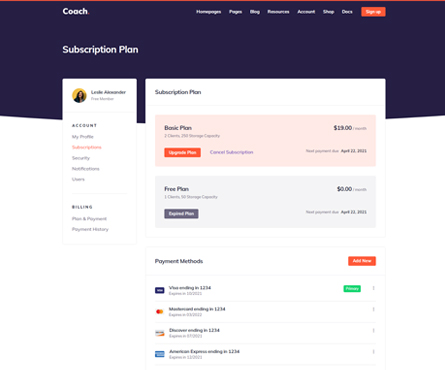 Coach.
Homepages Pages Blog Resources Account Shop Docs Sign up
Subscription Plan
Leslie Alexander
Free Member
ACCOUNT
My Profile
Subscriptions
Security
Notifications
Users
BILLING
Plan & Payment
Payment History
Subscription Plan
Basic Plan
$19.00 / month
2 Clients, 250 Storage Capacity
Upgrade Plan Cancel Subscription
Next payment due April 22, 2021
Free Plan
$0.00 / month
1 Clients, 50 Storage Capacity
Expired Plan
Next payment due April 22, 2021
Payment Methods
Add New
Visa ending in 1234
Expires in 10/2021
Primary
Mastercard ending in 1234
Expires in 03/2022
Discover ending in 1234
Expires in 07/2021
American Express ending in 1234
Expires in 12/2021